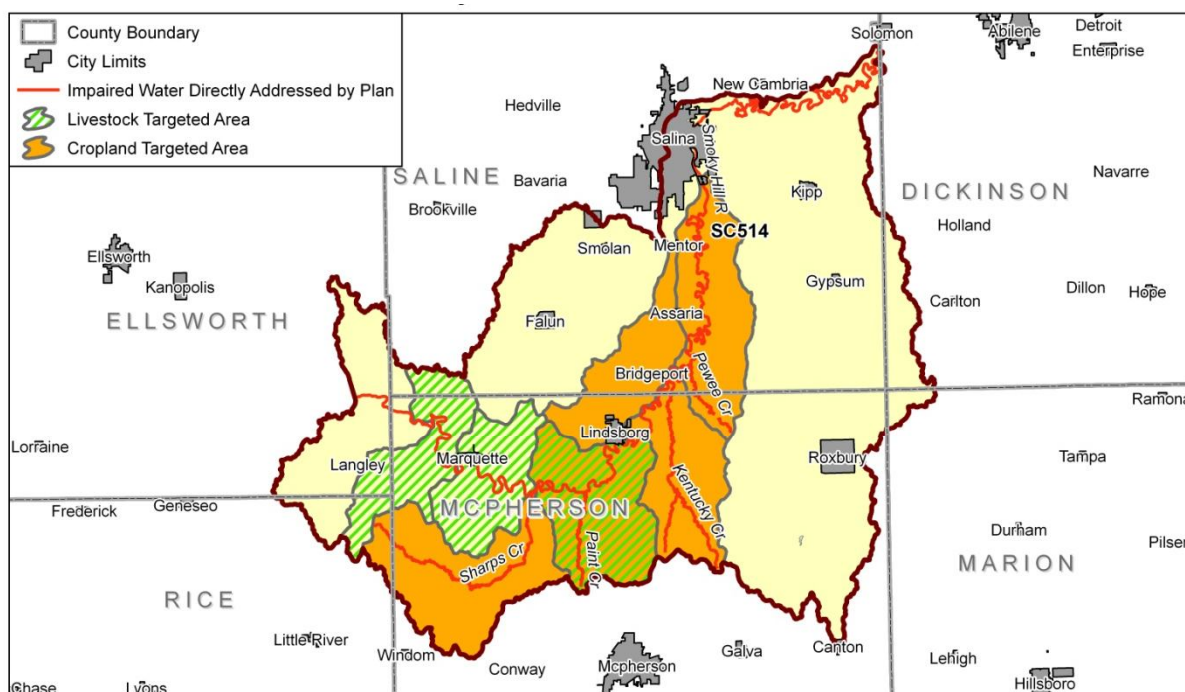 County Boundary
City Limits
Impaired Water Directly Addressed by Plan
Livestock Targeted Area
Cropland Targeted Area
Solomon
Abilene
Detroit
Enterprise
New Cambria
Hedville
Salina
Smoky Hill R
SALINE
Bavaria
Kipp
DICKINSON
Navarre
Brookville
Holland
SC514
Ellsworth
Smolan
Mentor
Kanopolis
Gypsum
Carlton
Dillon
Hope
ELLSWORTH
Falun
Assaria
Bridgeport
Pewee Cr
Ramona
Lindsborg
Lorraine
Langley
Marquette
Roxbury
Tampa
Kentucky Cr
Frederick
Geneseo
MCPHERSON
Durham
Pilsen
Sharps Cr
Paint Cr
MARION
RICE
Little River
Windom
Conway
Mcpherson
Galva
Canton
Lehigh
Hillsboro
Chase
Lyons